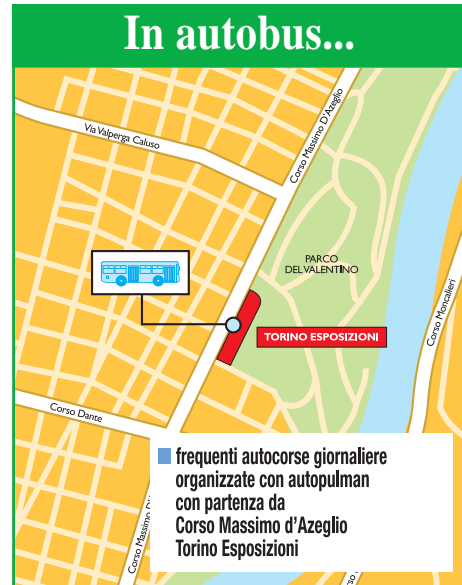 In autobus...
Corso Massimo D'Azeglio
Via Valperga Caluso
PARCO
DEL VALENTINO
Corso Moncalieri
TORINO ESPOSIZIONI
Corso Dante
frequenti autocorse giornaliere
organizzate con autopulman
con partenza da
Corso Massimo d'Azeglio
Torino Esposizioni
Corso Massimo